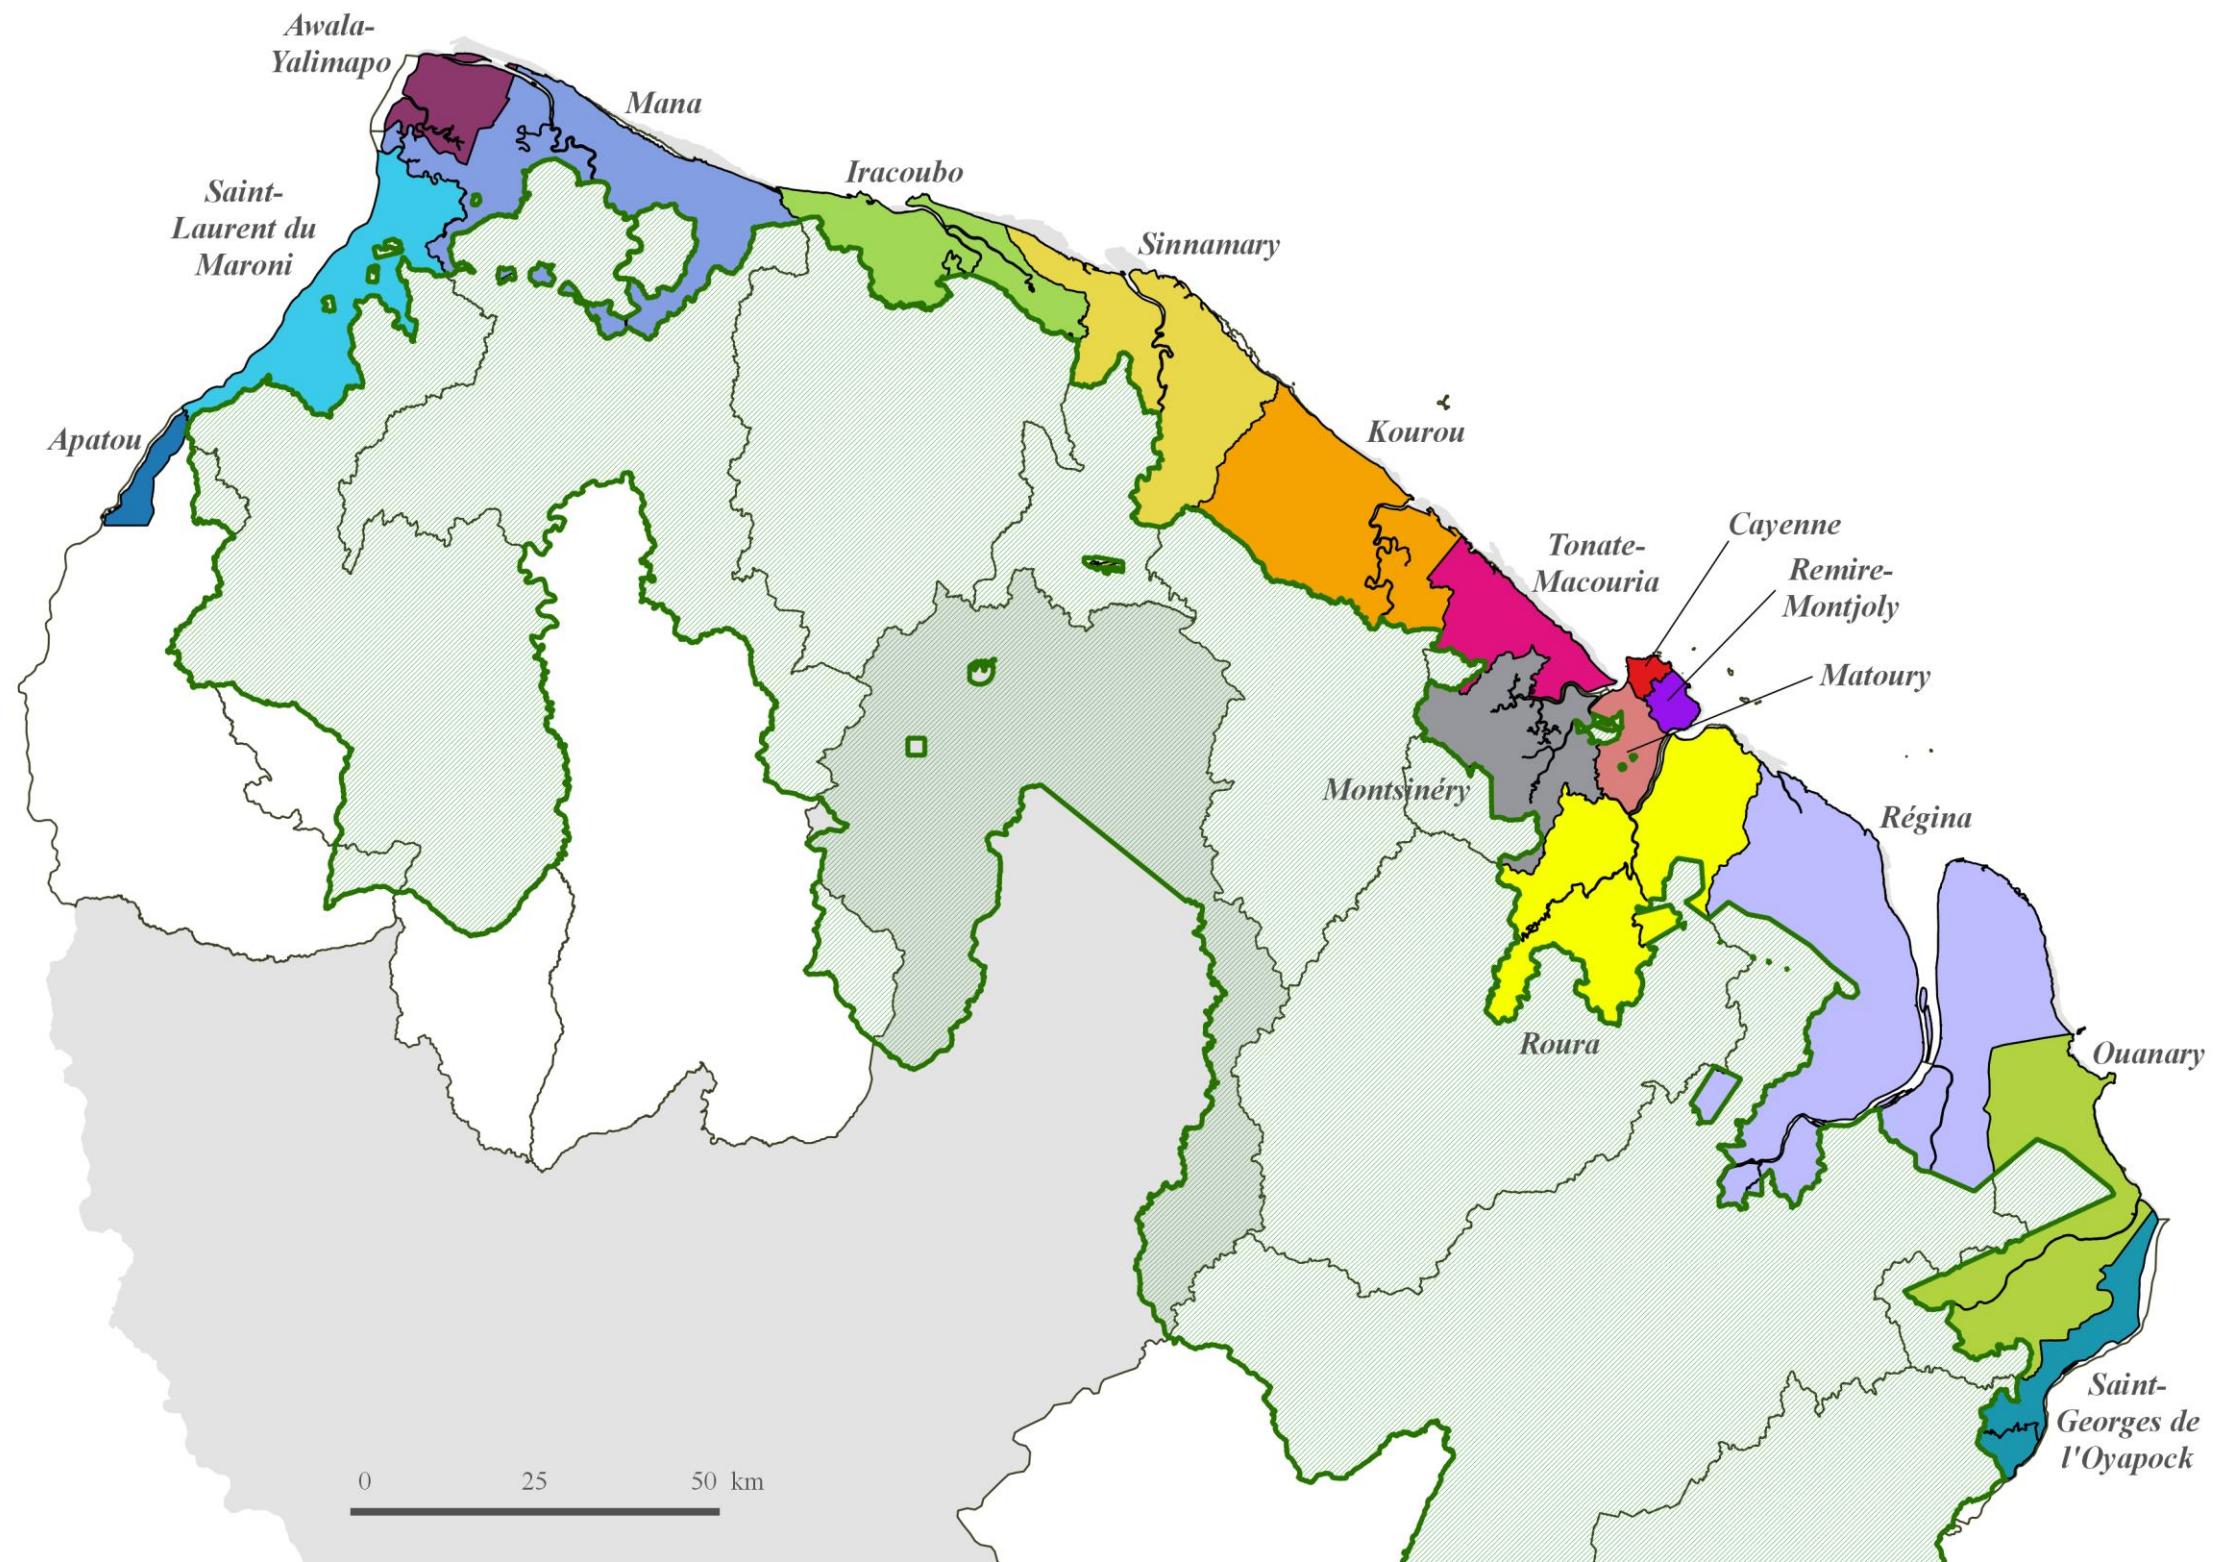 Awala-
Yalimapo
Mana
Iracoubo
Saint-
Laurent du
Maroni
Sinnamary
Apatou
Kourou
Cayenne
Tonate-
Macouria
Remire-
Montjoly
Matoury
Montsinéry
Régina
Roura
Ouanary
Saint-
Georges de
l'Oyapock
0 25 50 km